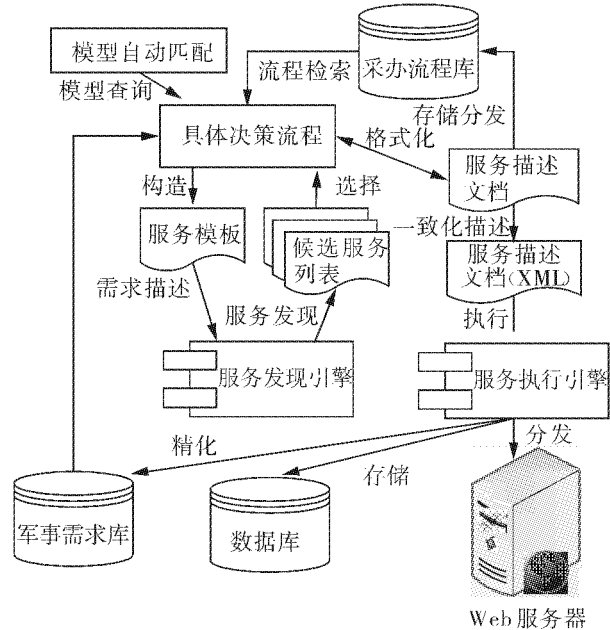 模型自动匹配
模型查询
流程检索
采办流程库
存储分发
具体决策流程
格式化
服务描述
文档
构造
选择
服务模板
候选服务
列表
一致化描述
服务描述
文档(XML)
需求描述
服务发现
执行
服务发现引擎
服务执行引擎
精化
存储
分发
军事需求库
数据库
Web服务器